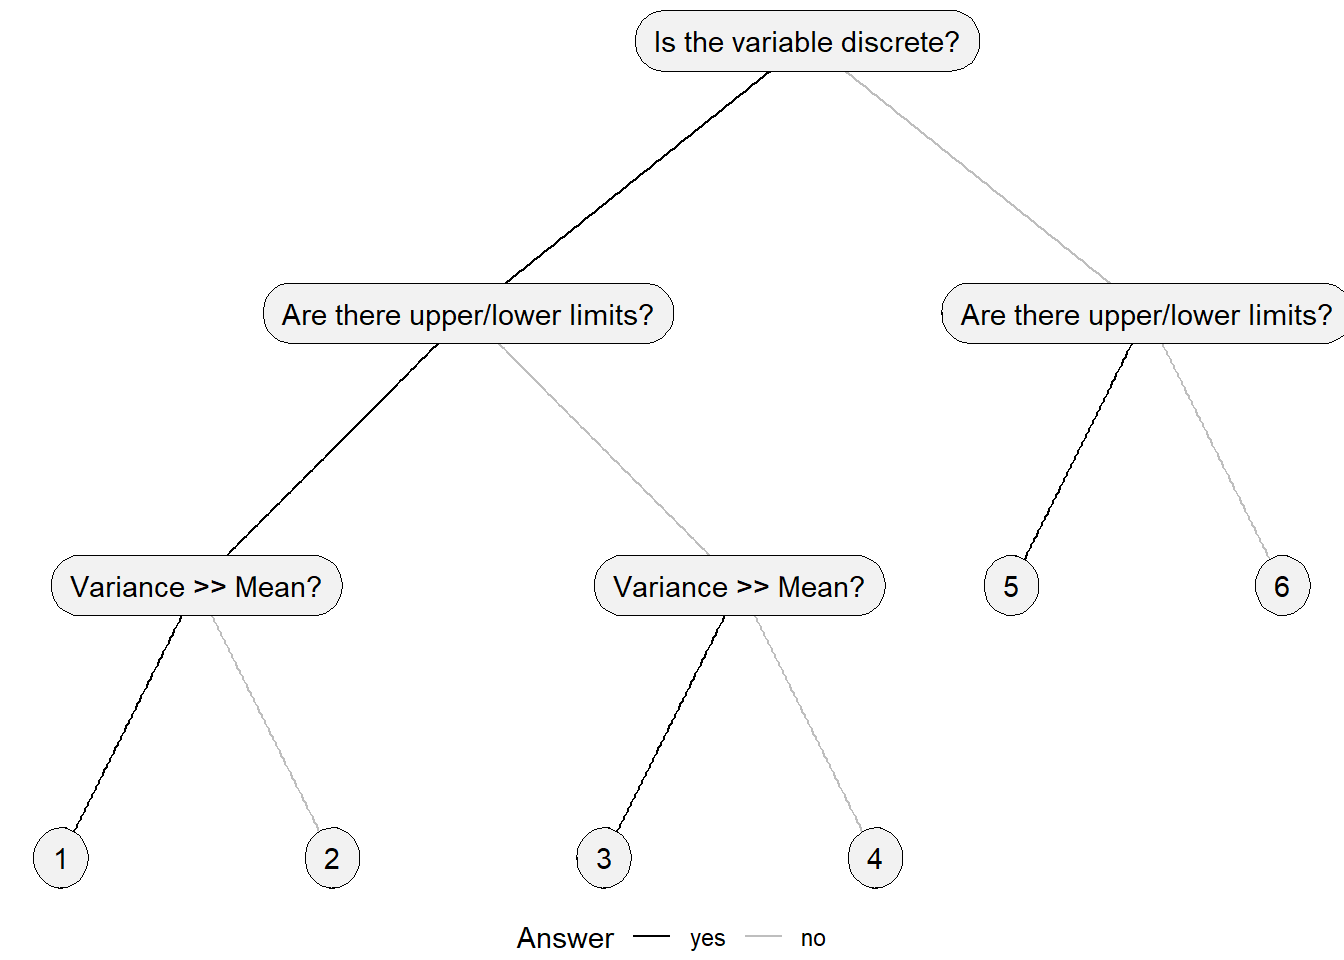 Is the variable discrete?
Are there upper/lower limits?
Are there upper/lower limits?
Variance >> Mean?
Variance >> Mean?
5
6
1
2
3
4
Answer
yes
no